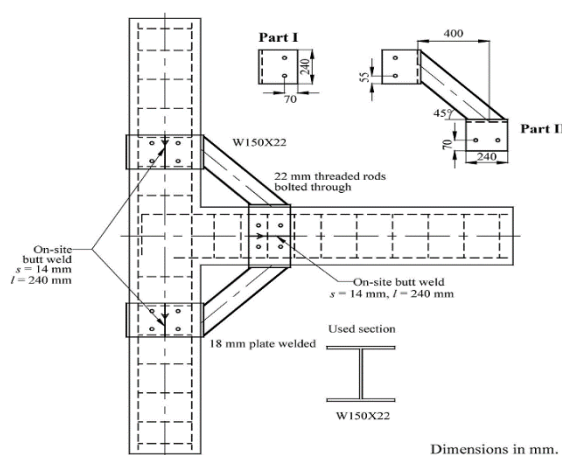 Part I
240
70
400
55
45°
Part II
70
240
W150X22
22 mm threaded rods
bolted through
On-site
butt weld
s = 14 mm
l = 240 mm
On-site butt weld
s = 14 mm, l = 240 mm
18 mm plate welded
Used section
W150X22
Dimensions in mm.